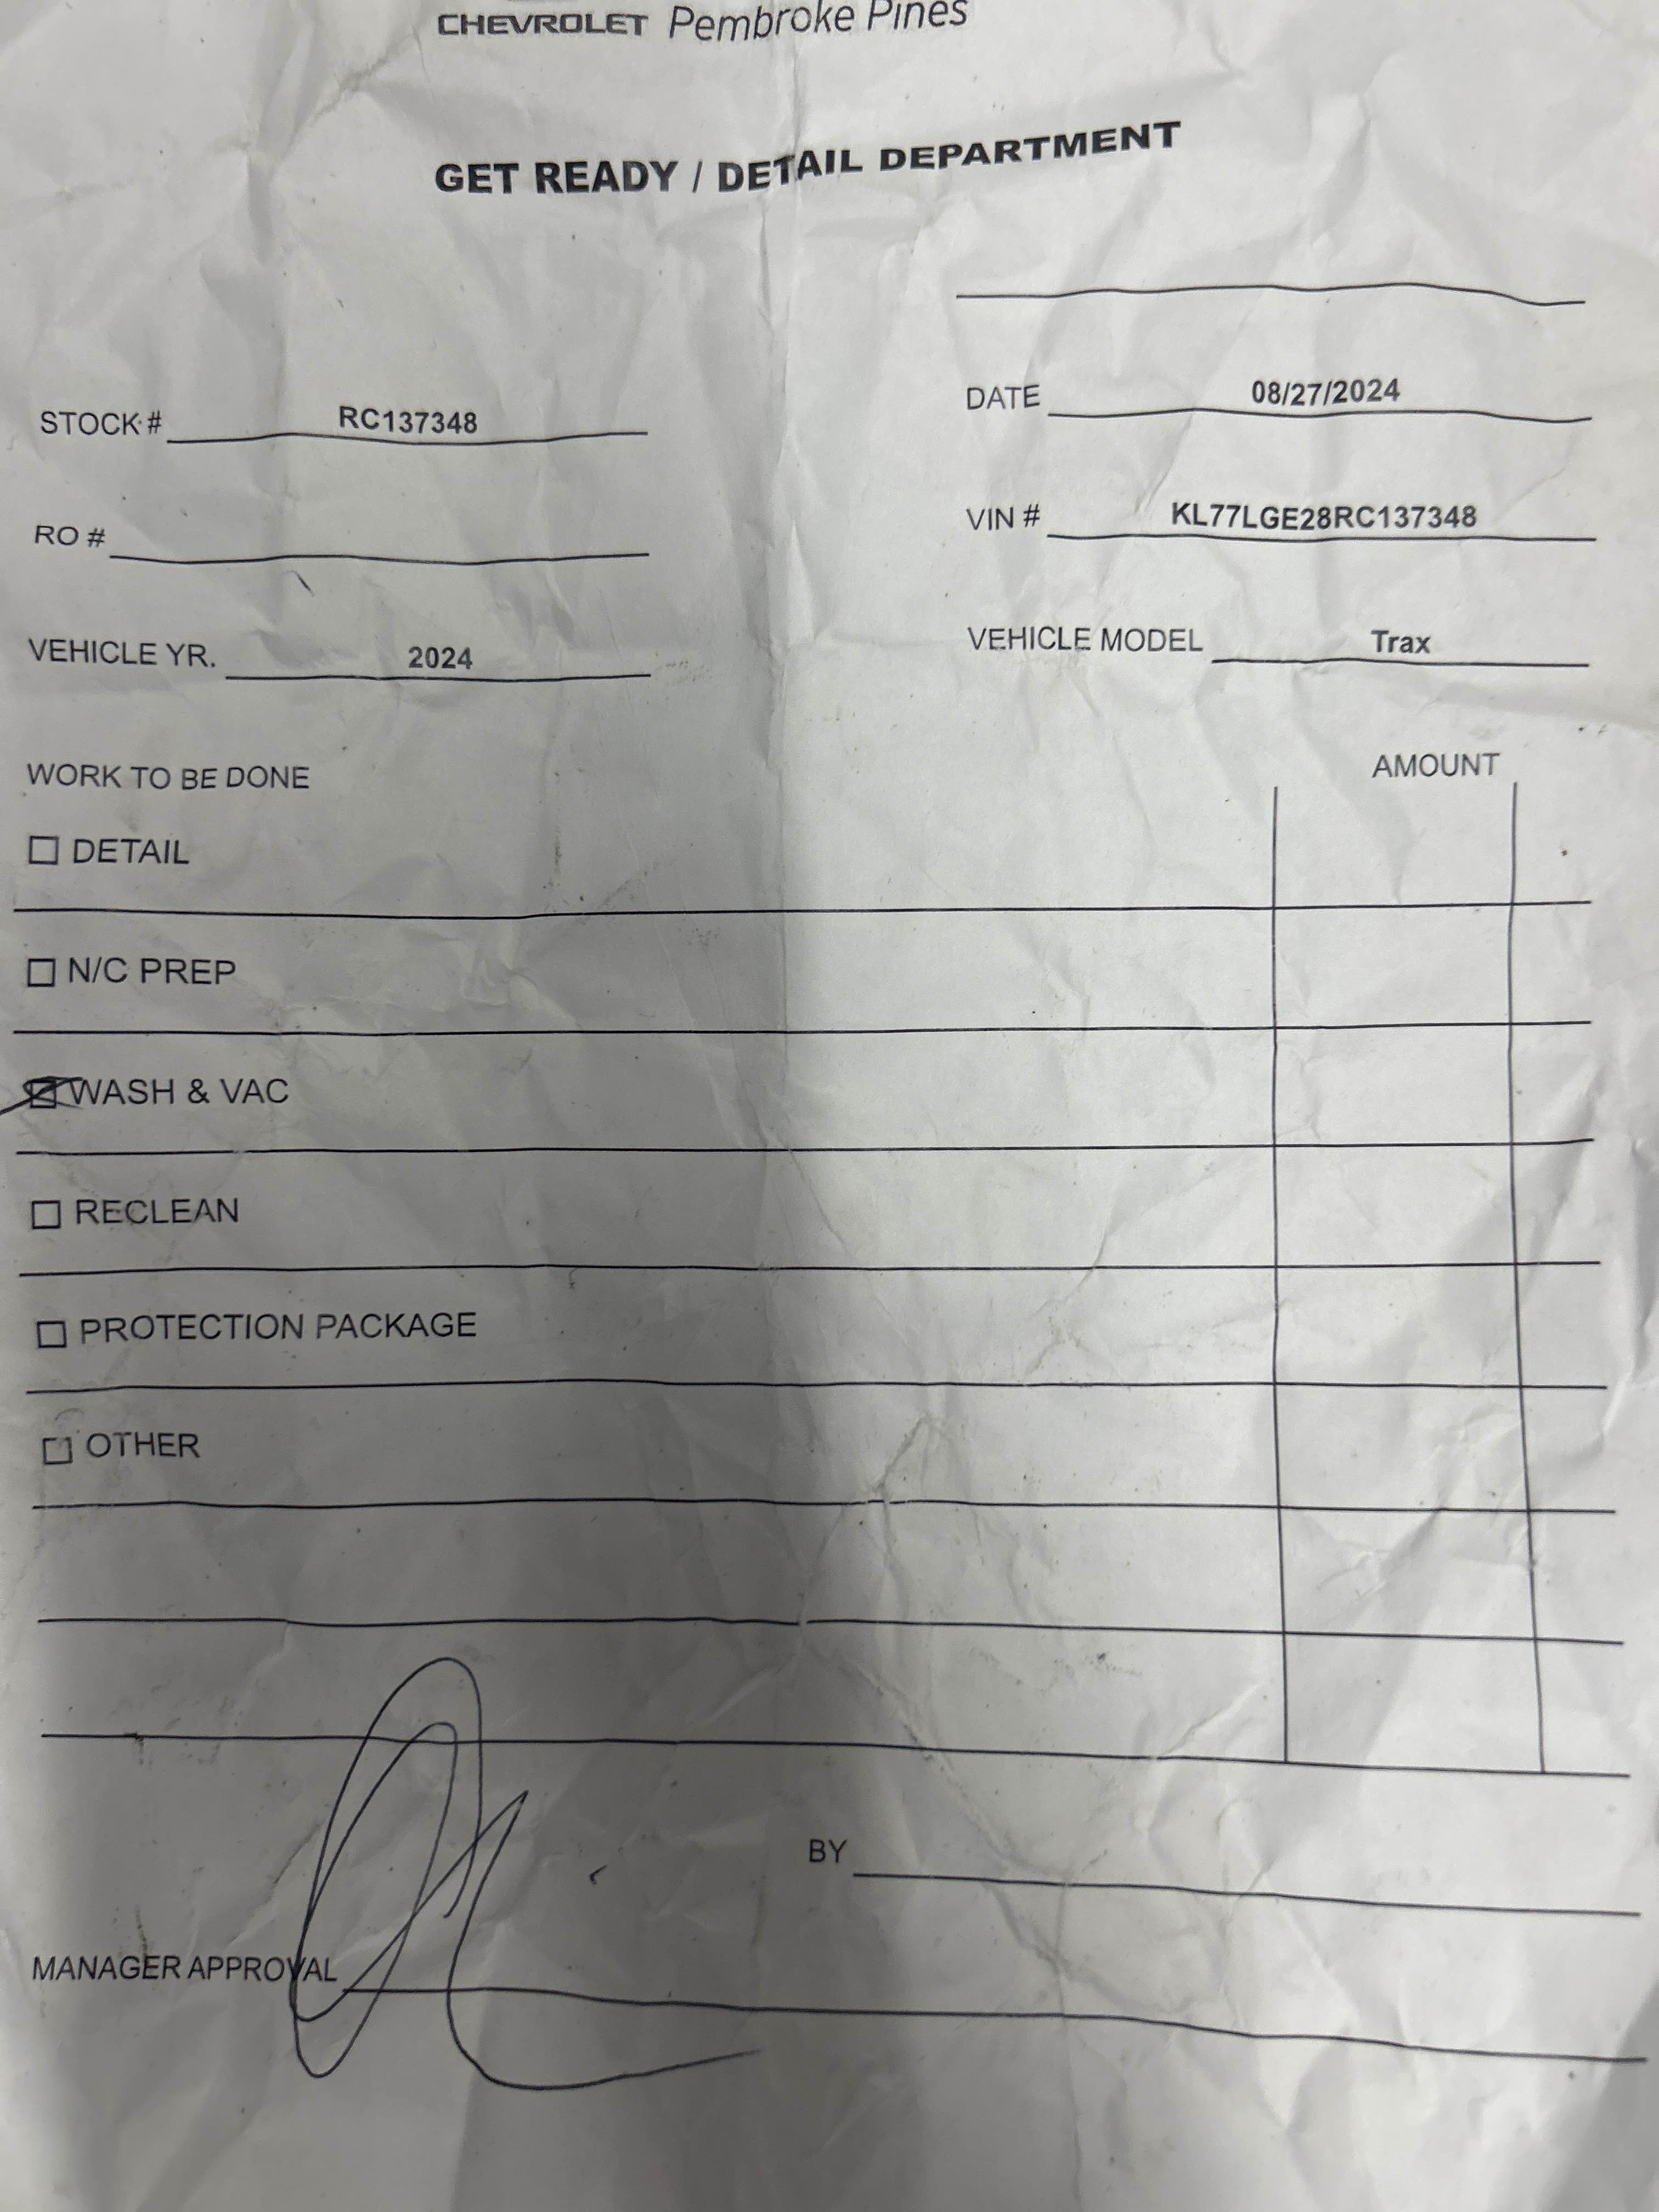 CHEVROLET Pembroke Pines
GET READY / DETAIL DEPARTMENT
STOCK # RC137348
DATE 08/27/2024
RO #
VIN # KL77LGE28RC137348
VEHICLE YR. 2024
VEHICLE MODEL Trax
WORK TO BE DONE
AMOUNT
DETAIL
N/C PREP
WASH & VAC
RECLEAN
PROTECTION PACKAGE
OTHER
BY
MANAGER APPROVAL